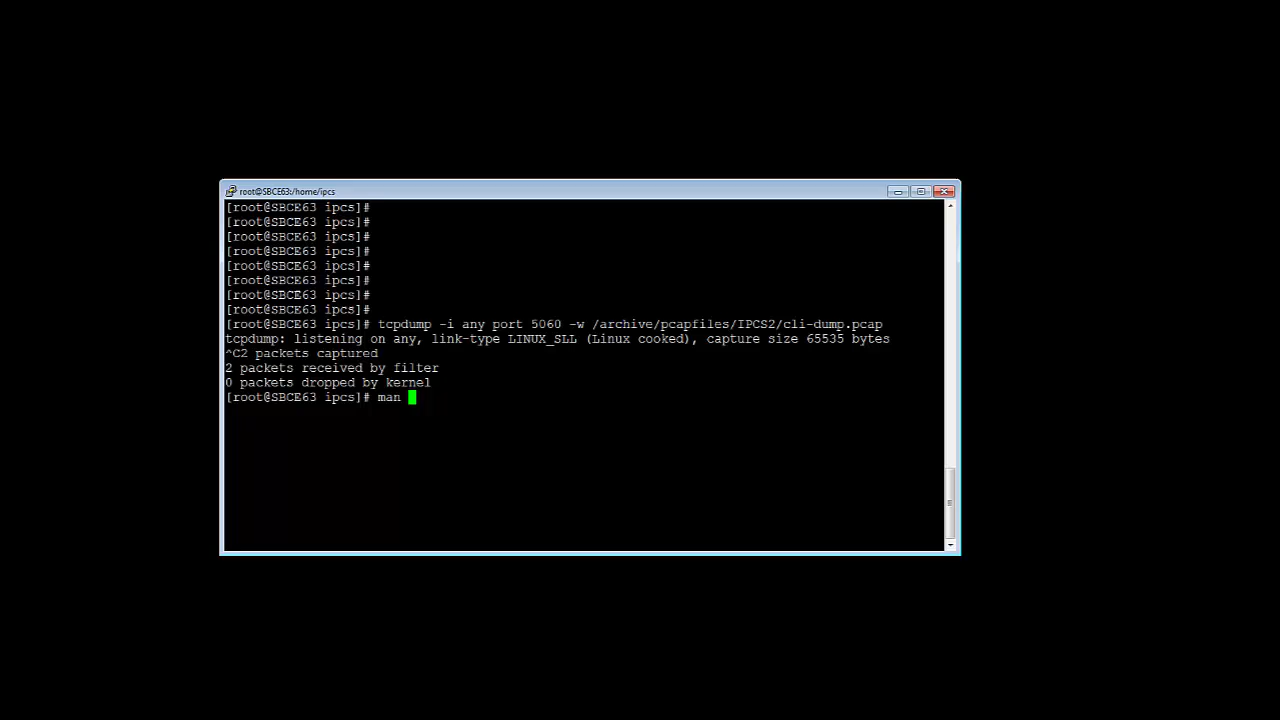 root@SBCE63:/home/ipcs
[root@SBCE63 ipcs]#
[root@SBCE63 ipcs]#
[root@SBCE63 ipcs]#
[root@SBCE63 ipcs]#
[root@SBCE63 ipcs]#
[root@SBCE63 ipcs]#
[root@SBCE63 ipcs]#
[root@SBCE63 ipcs]#
[root@SBCE63 ipcs]# tcpdump -i any port 5060 -w /archive/pcapfiles/IPCS2/cli-dump.pcap
tcpdump: listening on any, link-type LINUX_SLL (Linux cooked), capture size 65535 bytes
^C2 packets captured
2 packets received by filter
0 packets dropped by kernel
[root@SBCE63 ipcs]# man